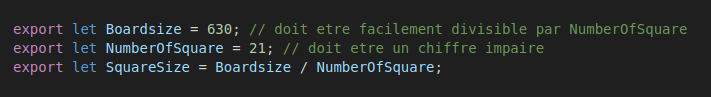 export let Boardsize = 630; // doit etre facilement divisible par NumberOfSquare
export let NumberOfSquare = 21; // doit etre un chiffre impaire
export let SquareSize = Boardsize / NumberOfSquare;